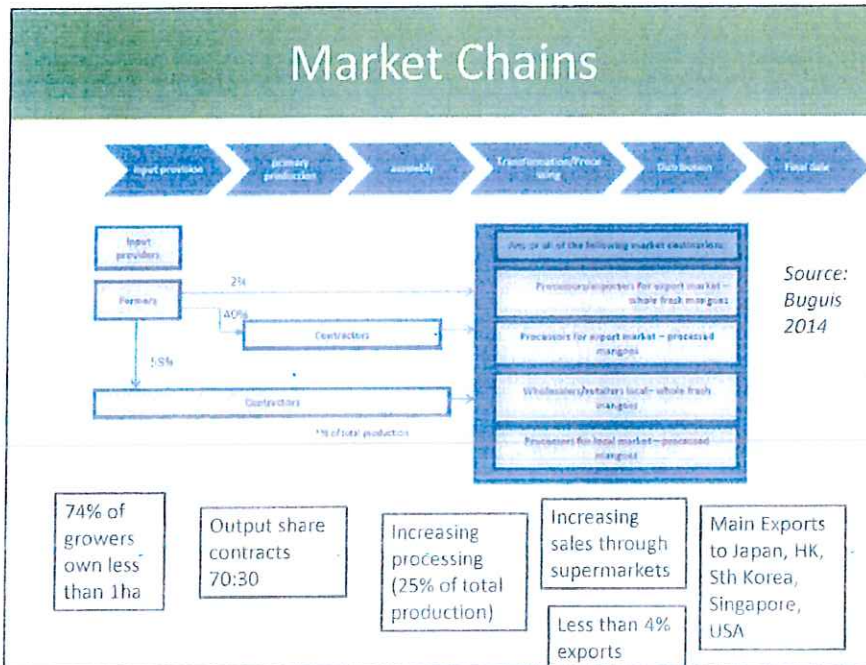 Market Chains
Input provision
primary
production
assembly
Transformation/Proce
ssing
Distribution
Final
Input
providers
Farmers
2%
40%
Contractors
Contractors
*% of total production
Any or all of the following market destinations:
Processors/exporters for export market –
whole fresh mangoes
Processors for export market – processed
mangoes
Wholesalers/retailers local – whole fresh
mangoes
Processors for local market – processed
mangoes
Source:
Buguis
2014
74% of
growers
own less
than 1ha
Output share
contracts
70:30
Increasing
processing
(25% of total
production)
Increasing
sales through
supermarkets
Less than 4%
exports
Main Exports
to Japan, HK,
Sth Korea,
Singapore,
USA